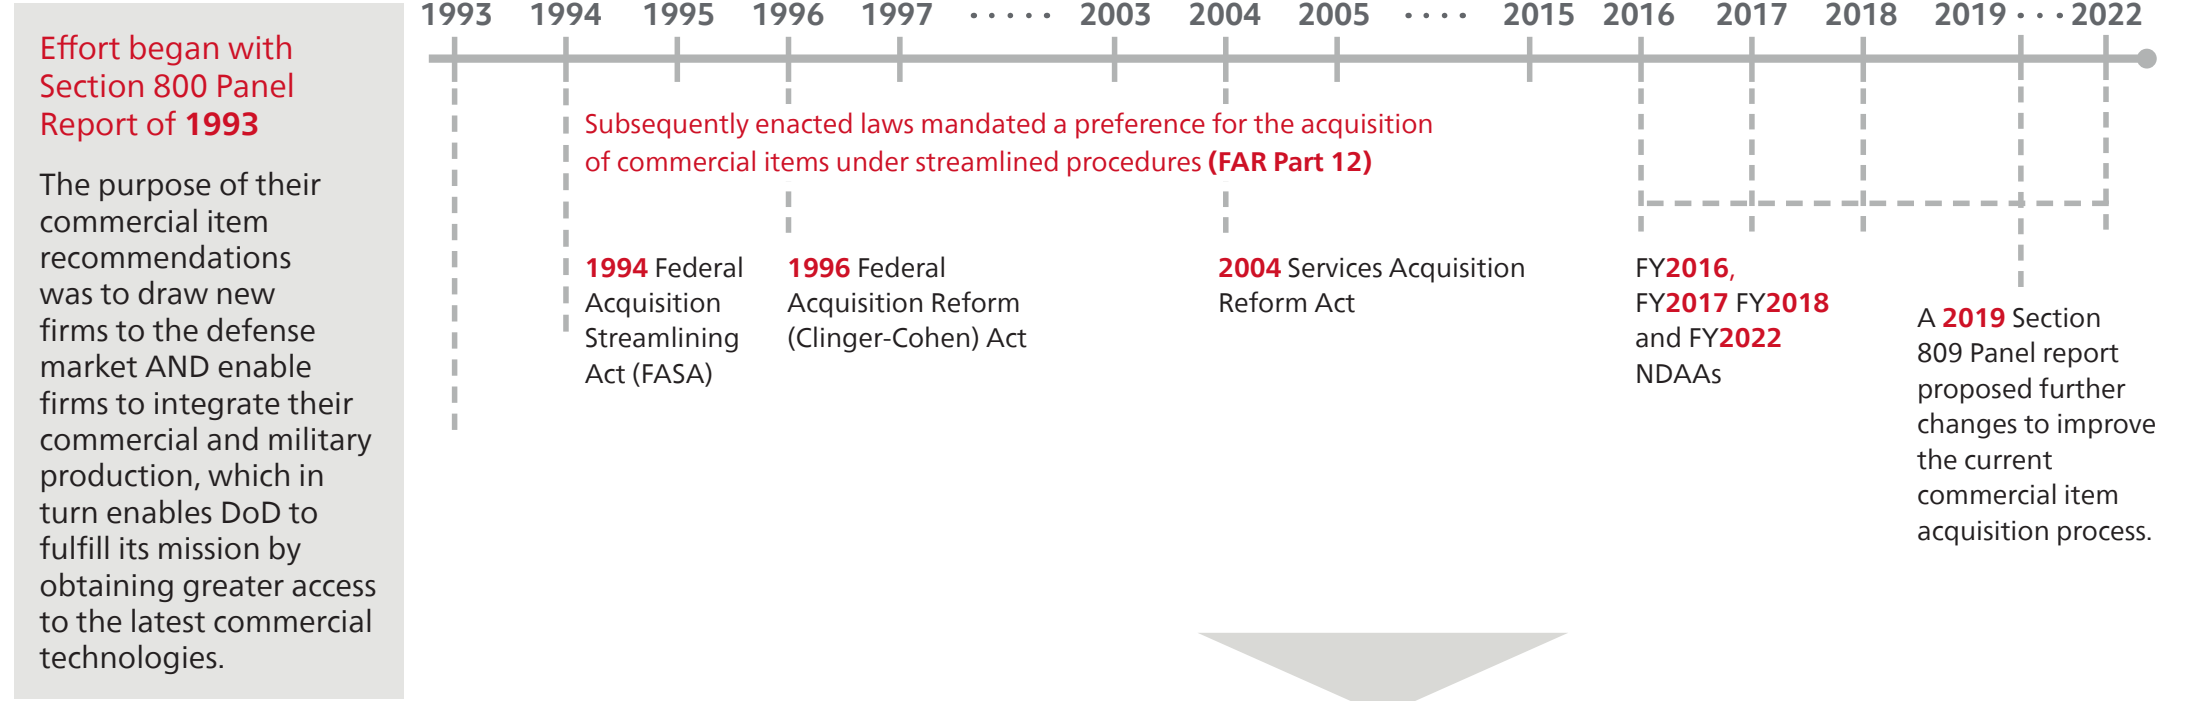 Effort began with
Section 800 Panel
Report of 1993
The purpose of their
commercial item
recommendations
was to draw new
firms to the defense
market AND enable
firms to integrate their
commercial and military
production, which in
turn enables DoD to
fulfill its mission by
obtaining greater access
to the latest commercial
technologies.
1993 1994 1995 1996 1997 ..... 2003 2004 2005 .... 2015 2016 2017 2018 2019 ... 2022
Subsequently enacted laws mandated a preference for the acquisition
of commercial items under streamlined procedures (FAR Part 12)
1994 Federal
Acquisition
Streamlining
Act (FASA)
1996 Federal
Acquisition Reform
(Clinger-Cohen) Act
2004 Services Acquisition
Reform Act
FY2016,
FY2017 FY2018
and FY2022
NDAAs
A 2019 Section
809 Panel report
proposed further
changes to improve
the current
commercial item
acquisition process.